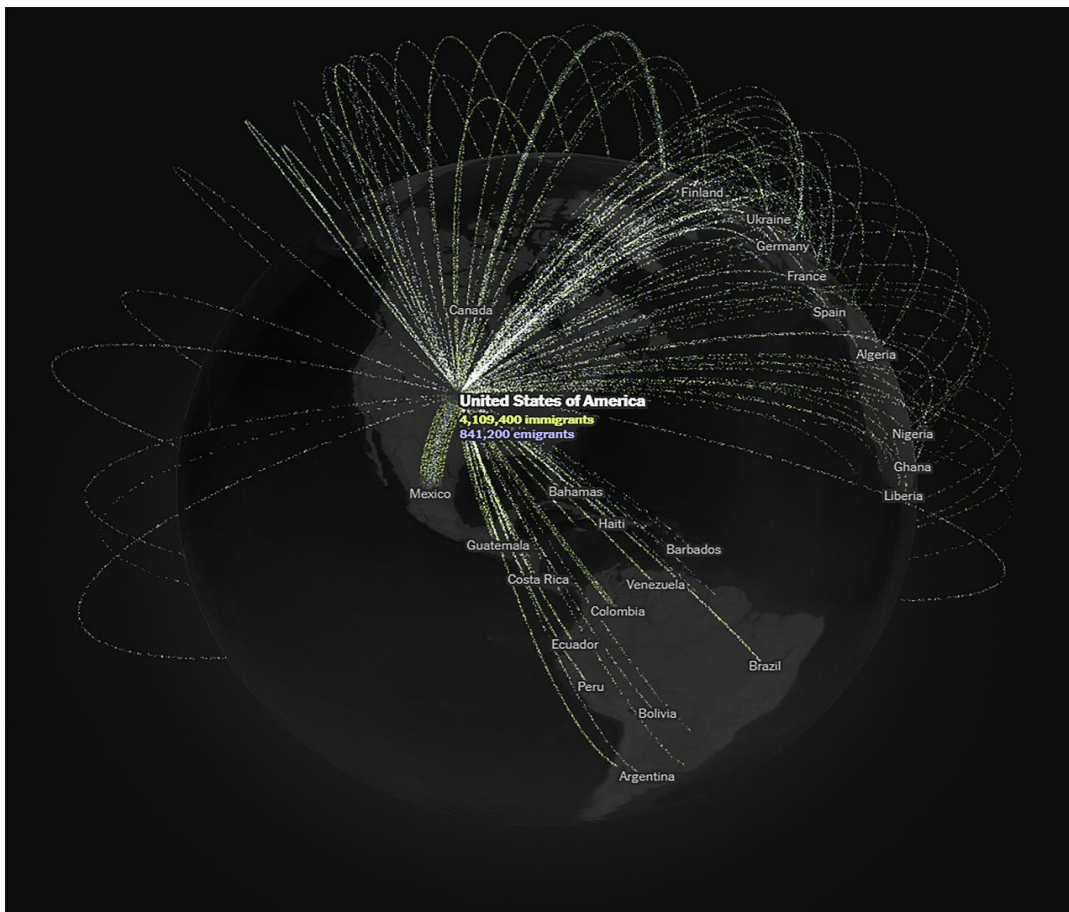 Finland
Ukraine
Germany
France
Canada
Spain
Algeria
United States of America
4,109,400 immigrants
841,200 emigrants
Nigeria
Ghana
Mexico
Bahamas
Liberia
Haiti
Guatemala
Barbados
Costa Rica
Venezuela
Colombia
Ecuador
Brazil
Peru
Bolivia
Argentina